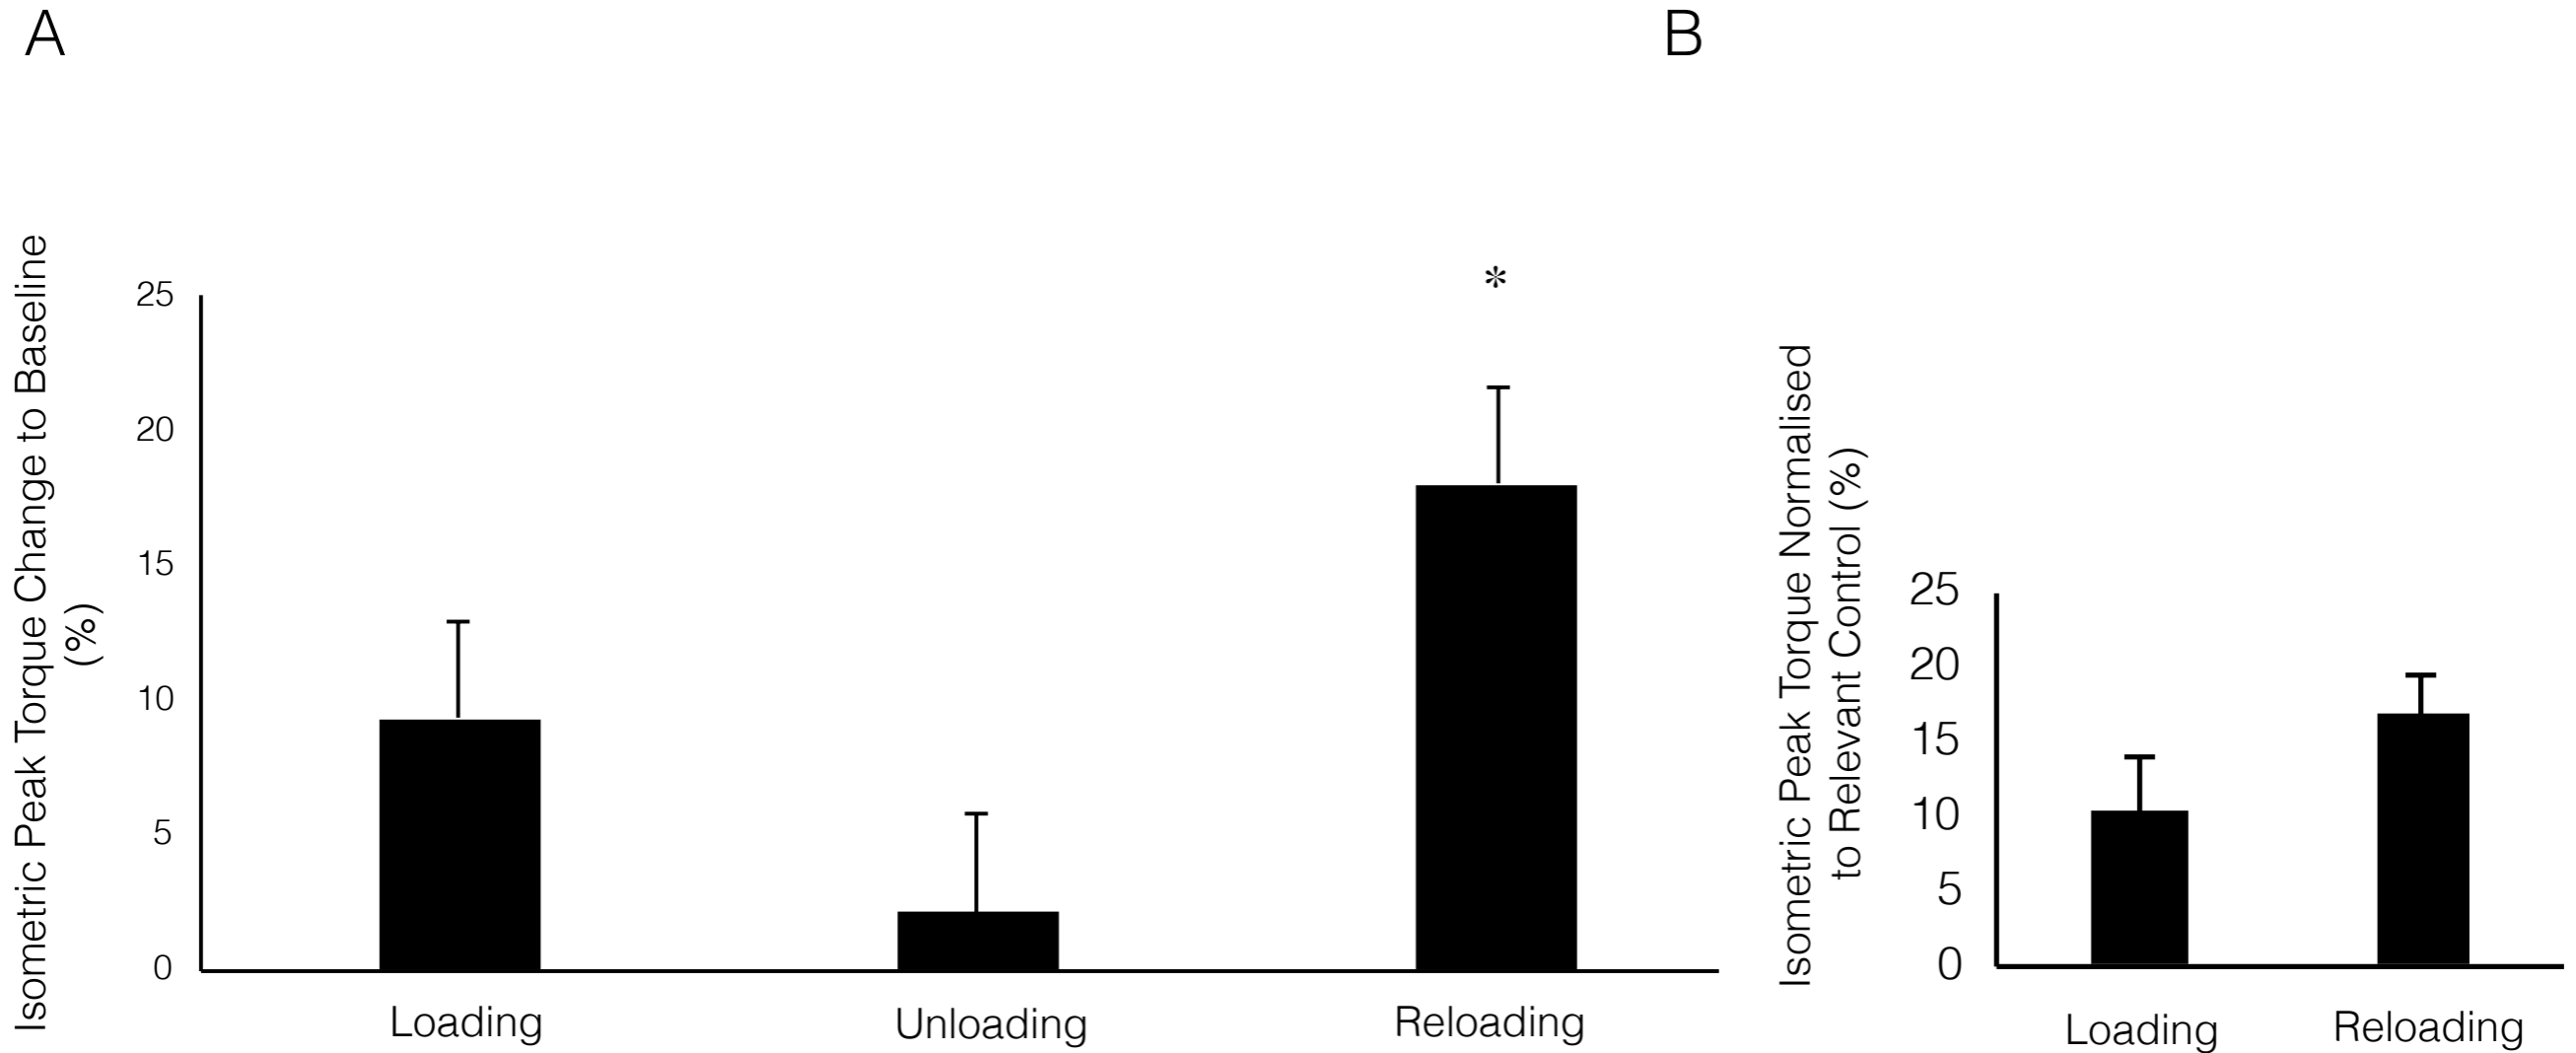 A
Isometric Peak Torque Change to Baseline
(%)
25
20
15
10
5
0
*
Loading
Unloading
Reloading
B
Isometric Peak Torque Normalised
to Relevant Control (%)
25
20
15
10
5
0
Loading
Reloading